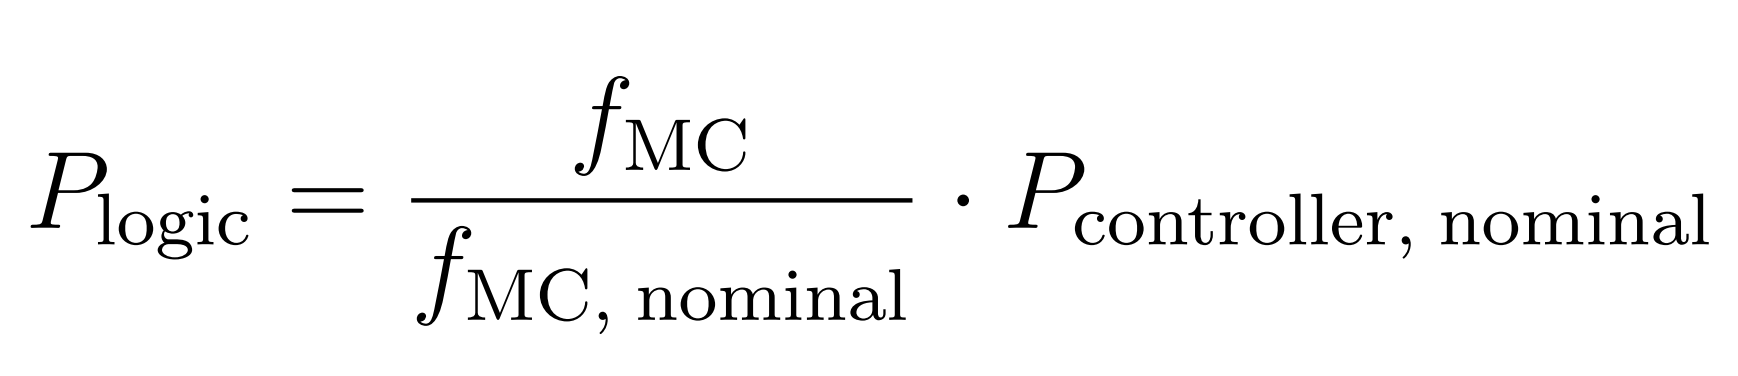 P_logic = f_MC / f_MC, nominal · P_controller, nominal